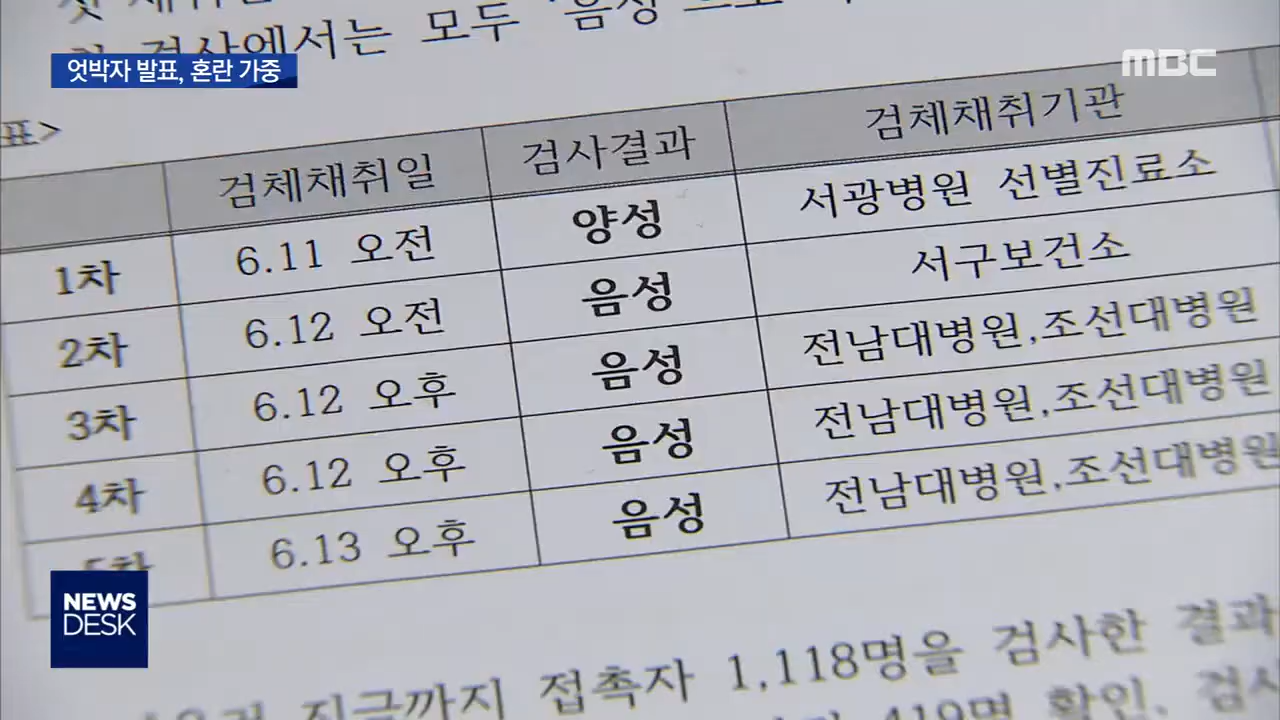 검사에서는 모두 "음성"으로
엇박자 발표, 혼란 가중
MBC
표>
검체채취일 검사결과 검체채취기관
1차 6.11 오전 양성 서광병원 선별진료소
2차 6.12 오전 음성 서구보건소
3차 6.12 오후 음성 전남대병원,조선대병원
4차 6.12 오후 음성 전남대병원,조선대병원
5차 6.13 오후 음성 전남대병원,조선대병원
NEWS
DESK
지금까지 접촉자 1,118명을 검사한 결과
419명 확인, 검사